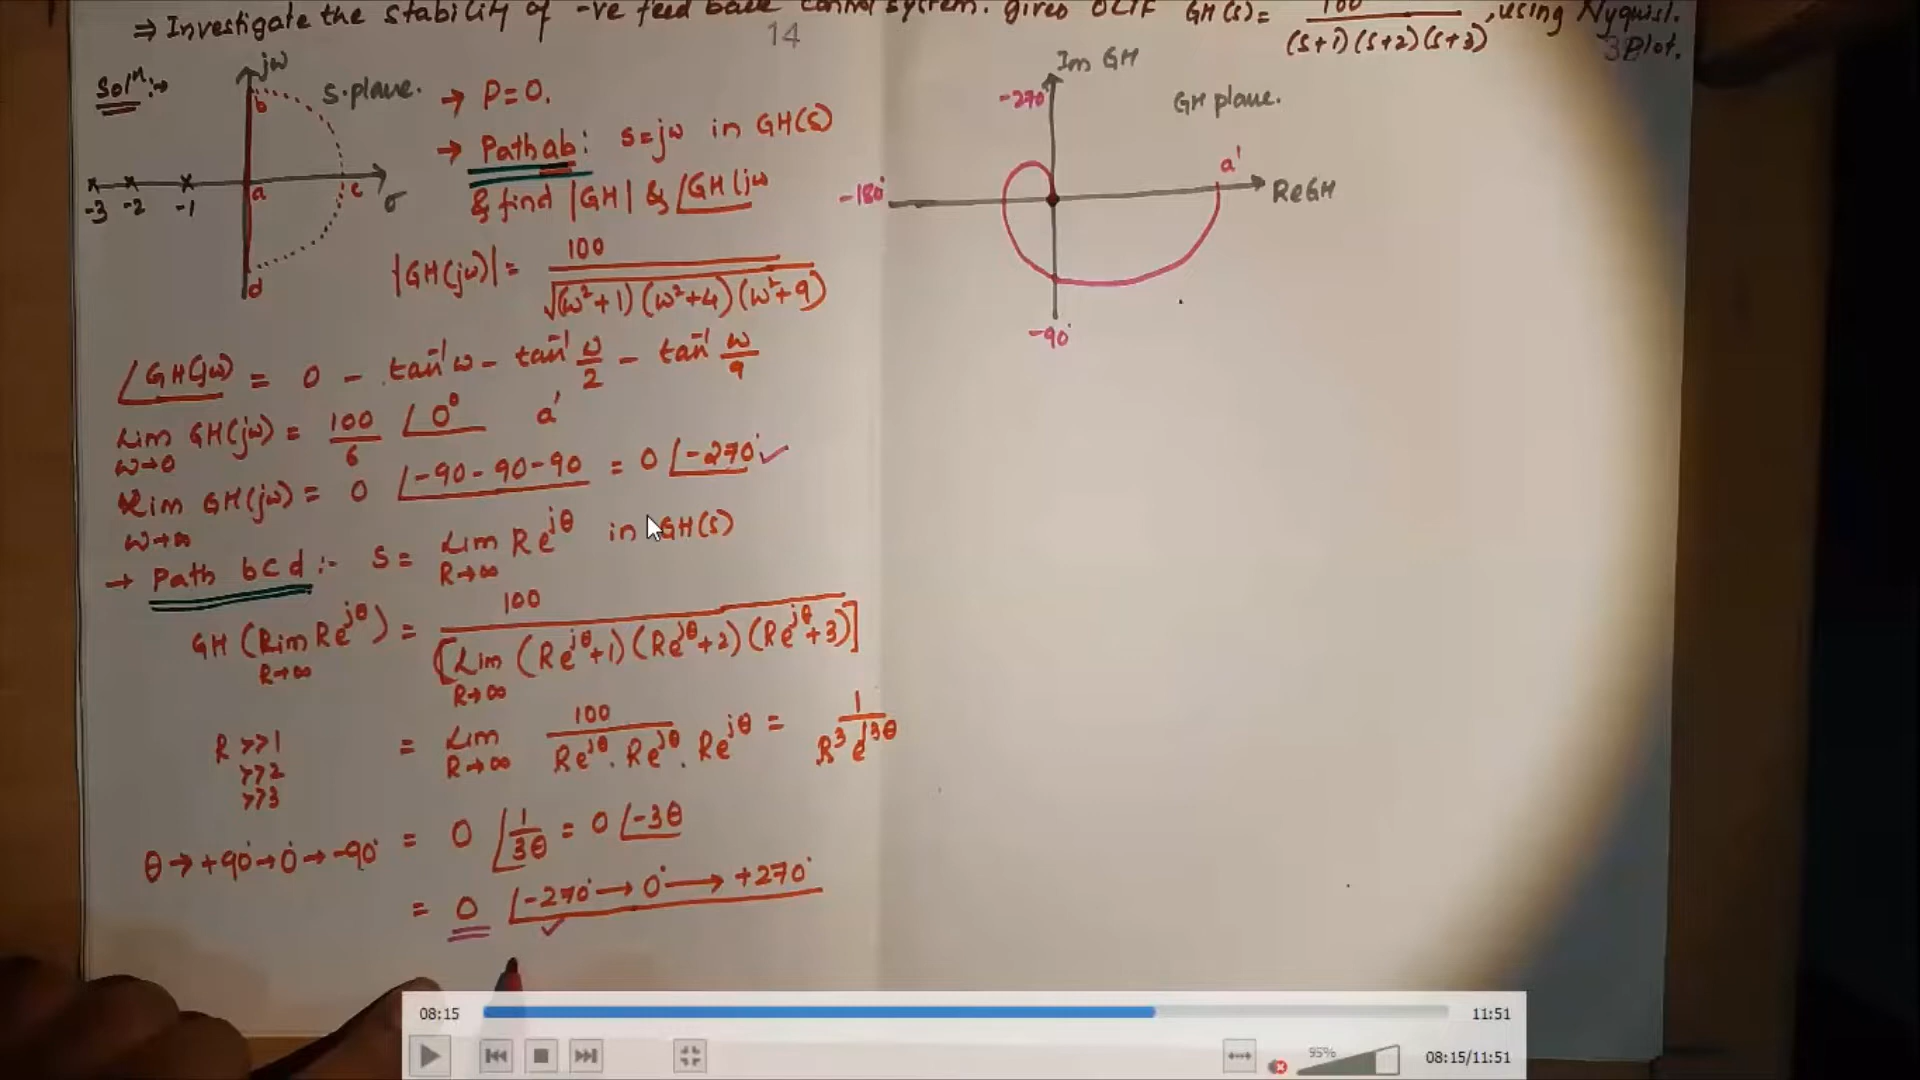 ⇒ Investigate the stability of -ve feed back control system. given OLTF GH(s)= 100 / (s+1)(s+2)(s+3), using Nyquist
Plot.
14
3
Solⁿ:→
jω
b
S-plane.
-3 -2 -1
a
c
σ
d
→ P=0.
→ Path ab: s=jω in GH(s)
& find |GH| & ∠GH(jω
|GH(jω)| = 100 / √(ω²+1)(ω²+4)(ω²+9)
∠GH(jω) = 0 - tan⁻¹ω - tan⁻¹ ω/2 - tan⁻¹ ω/9
Lim ω→0 GH(jω) = 100/6 ∠0° a'
Lim ω→∞ GH(jω) = 0 ∠-90-90-90 = 0 ∠-270° ✓
→ Path bcd :- S = Lim R→∞ Re^jθ in GH(s)
GH (Lim R→∞ Re^jθ) = 100 / [Lim R→∞ (Re^jθ+1)(Re^jθ+2)(Re^jθ+3)]
R >>1
>>2
>>3
= Lim R→∞ 100 / Re^jθ. Re^jθ. Re^jθ = 1 / R³e^j3θ
θ→+90°→0°→-90° = 0 ∠1/3θ = 0 ∠-3θ
= 0 ∠-270°→0°→+270°
✓
Im GH
-270°
GH plane.
a'
-180°
ReGH
-90°
08:15
11:51
95%
08:15/11:51